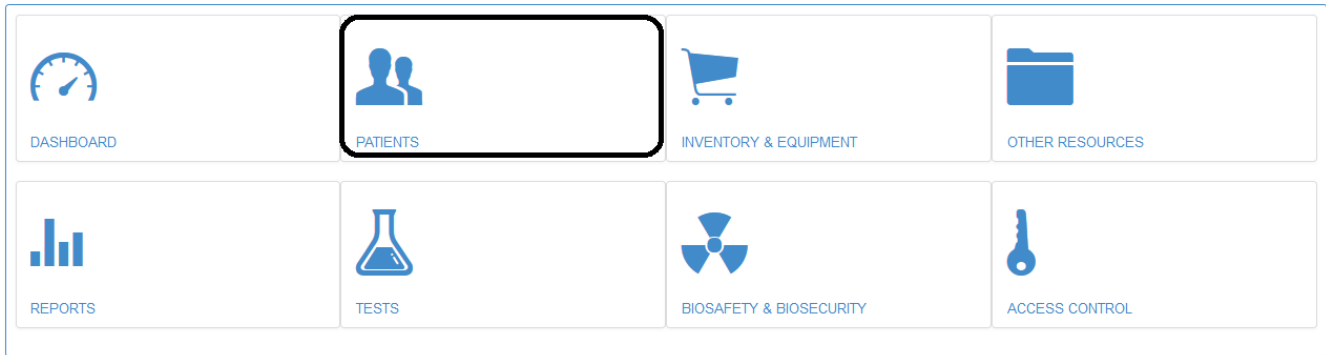 DASHBOARD
PATIENTS
INVENTORY & EQUIPMENT
OTHER RESOURCES
REPORTS
TESTS
BIOSAFETY & BIOSECURITY
ACCESS CONTROL